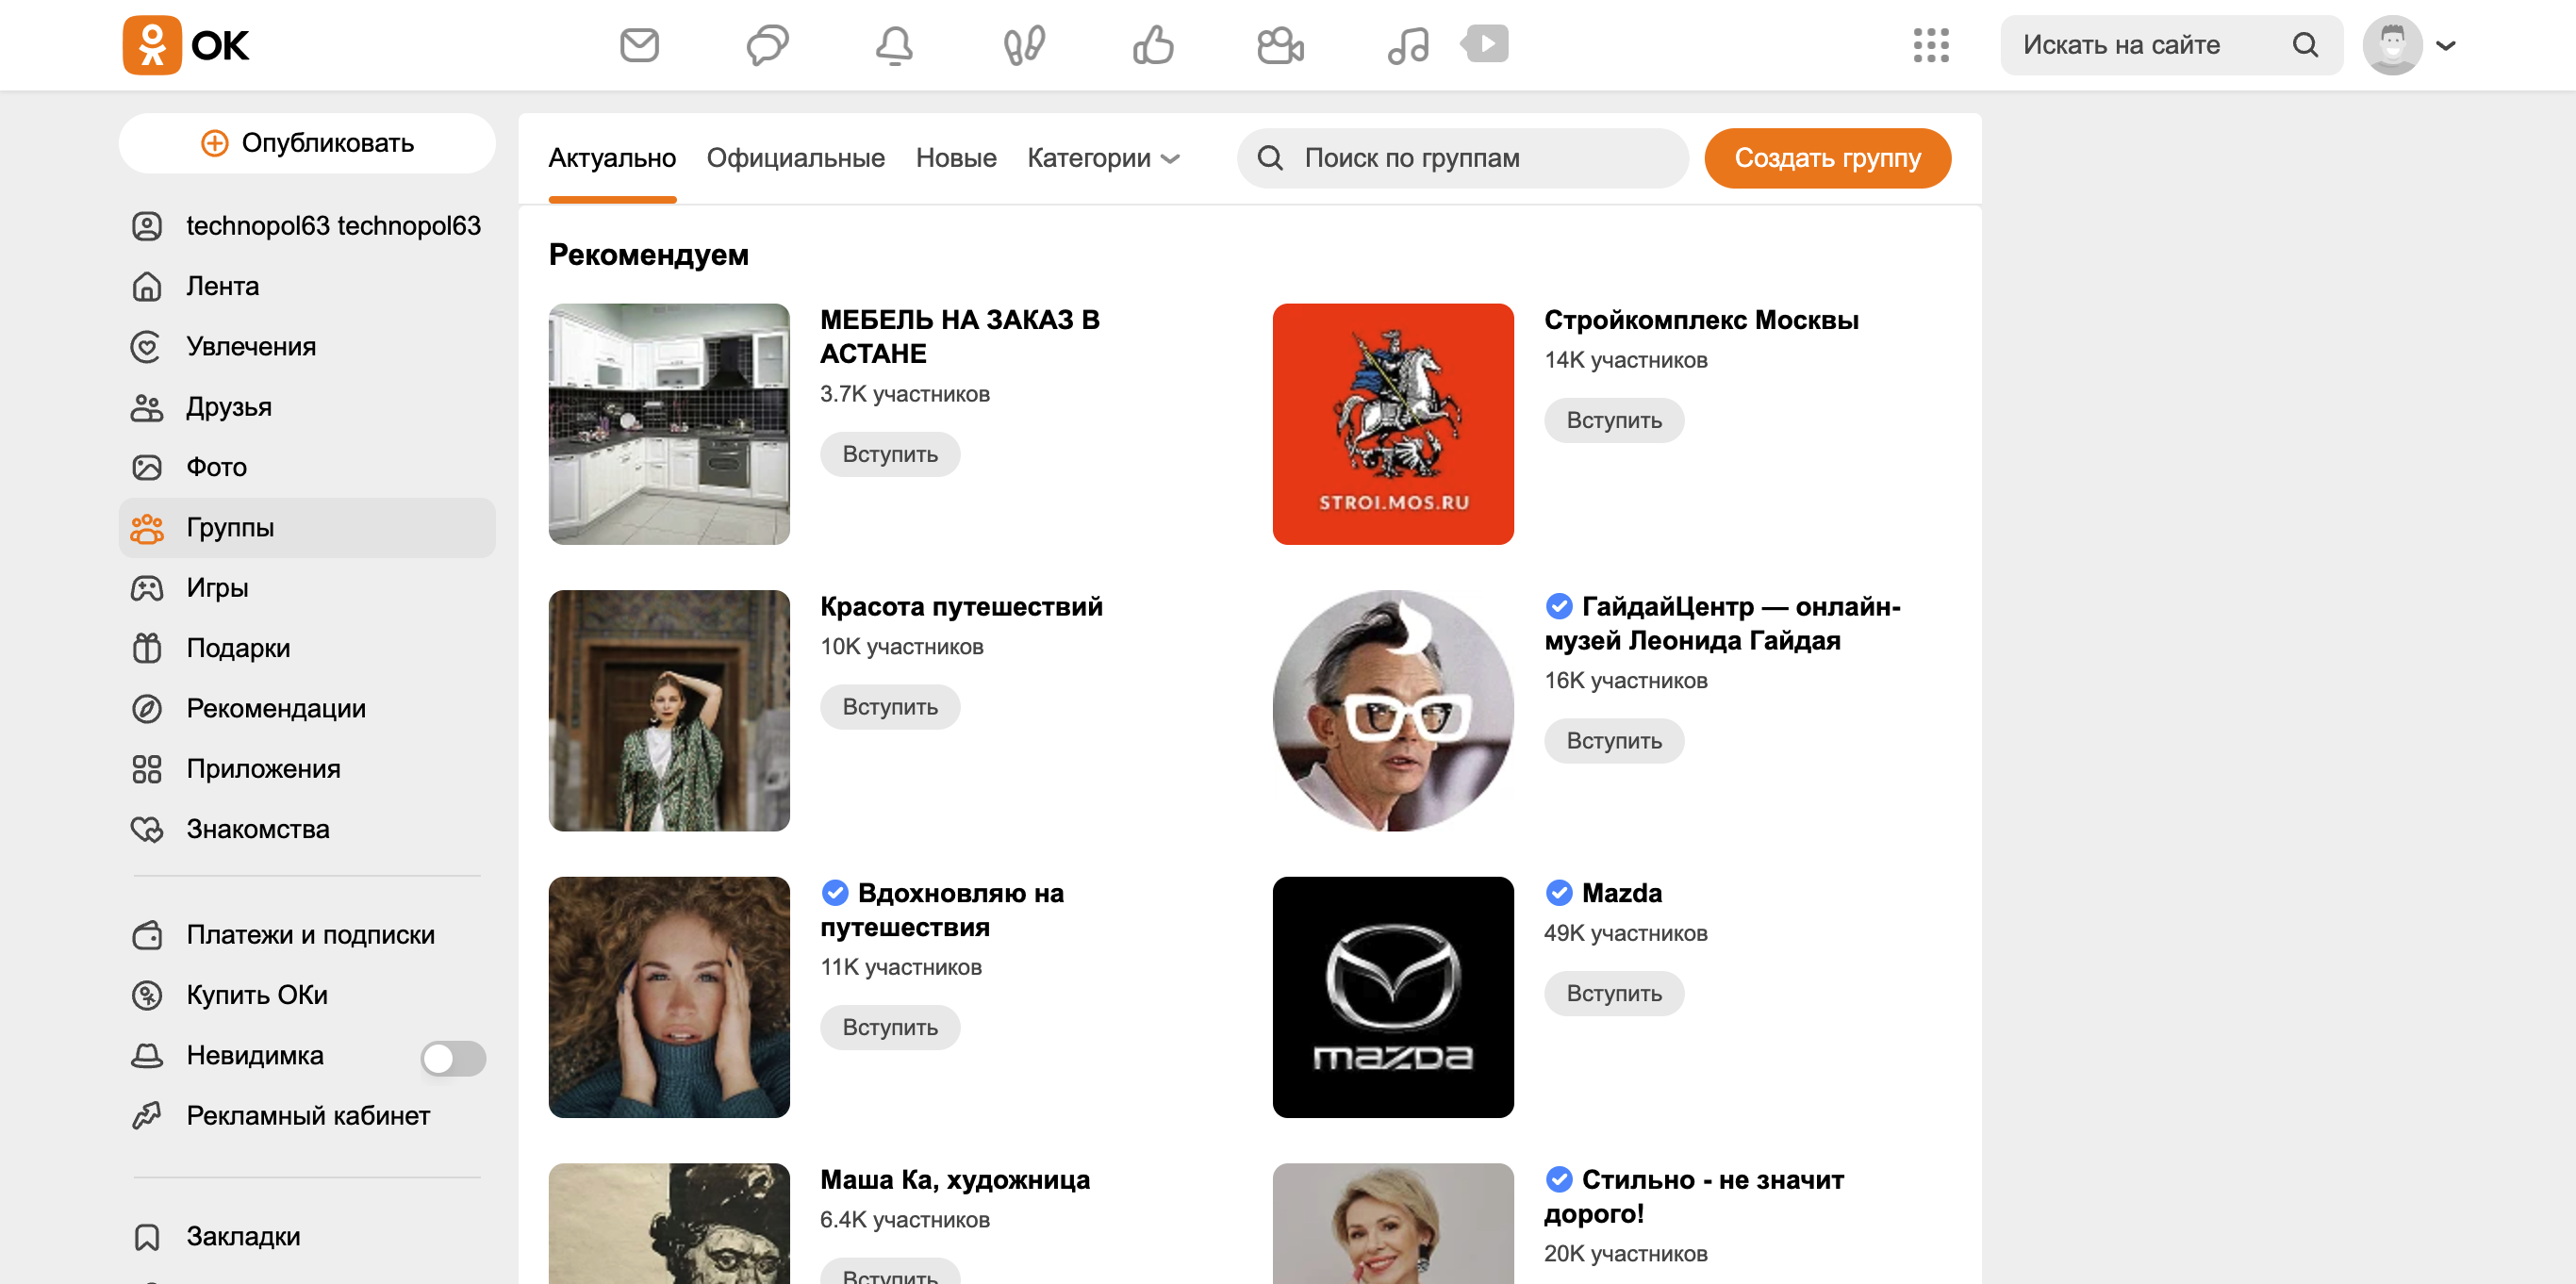 ОК
Искать на сайте
Опубликовать
technopol63 technopol63
Лента
Увлечения
Друзья
Фото
Группы
Игры
Подарки
Рекомендации
Приложения
Знакомства
Платежи и подписки
Купить ОКи
Невидимка
Рекламный кабинет
Закладки
Актуально Официальные Новые Категории
Поиск по группам
Создать группу
Рекомендуем
МЕБЕЛЬ НА ЗАКАЗ В
АСТАНЕ
3.7K участников
Вступить
STROI.MOS.RU
Стройкомплекс Москвы
14K участников
Вступить
Красота путешествий
10K участников
Вступить
ГайдайЦентр — онлайн-
музей Леонида Гайдая
16K участников
Вступить
Вдохновляю на
путешествия
11K участников
Вступить
mazda
Mazda
49K участников
Вступить
Маша Ка, художница
6.4K участников
Вступить
Стильно - не значит
дорого!
20K участников